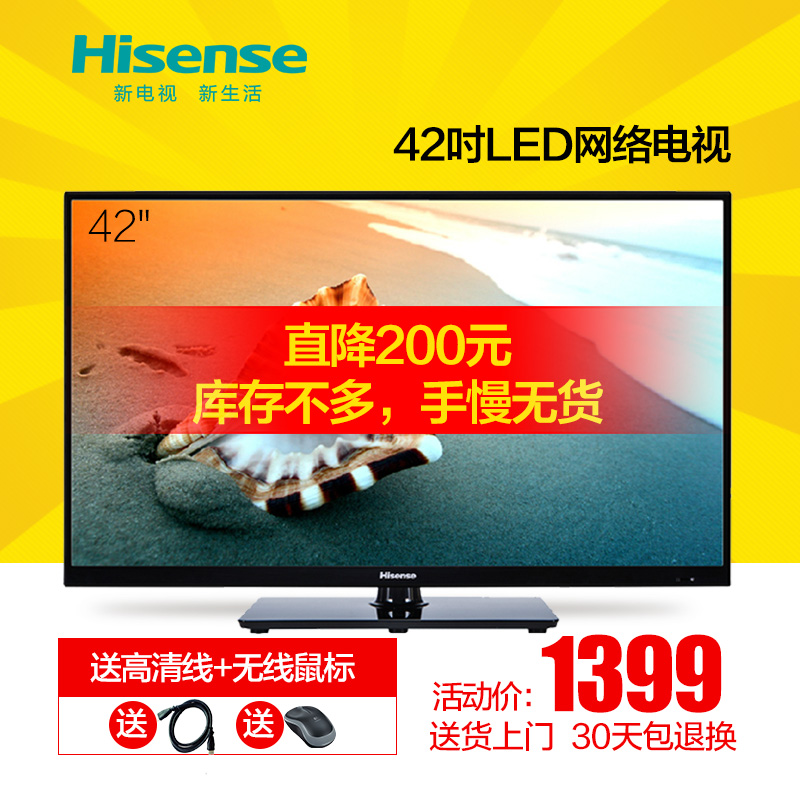 Hisense
新电视 新生活
42吋LED网络电视
42"
直降200元
库存不多，手慢无货
Hisense
送高清线+无线鼠标
送 送
活动价：1399
送货上门 30天包退换